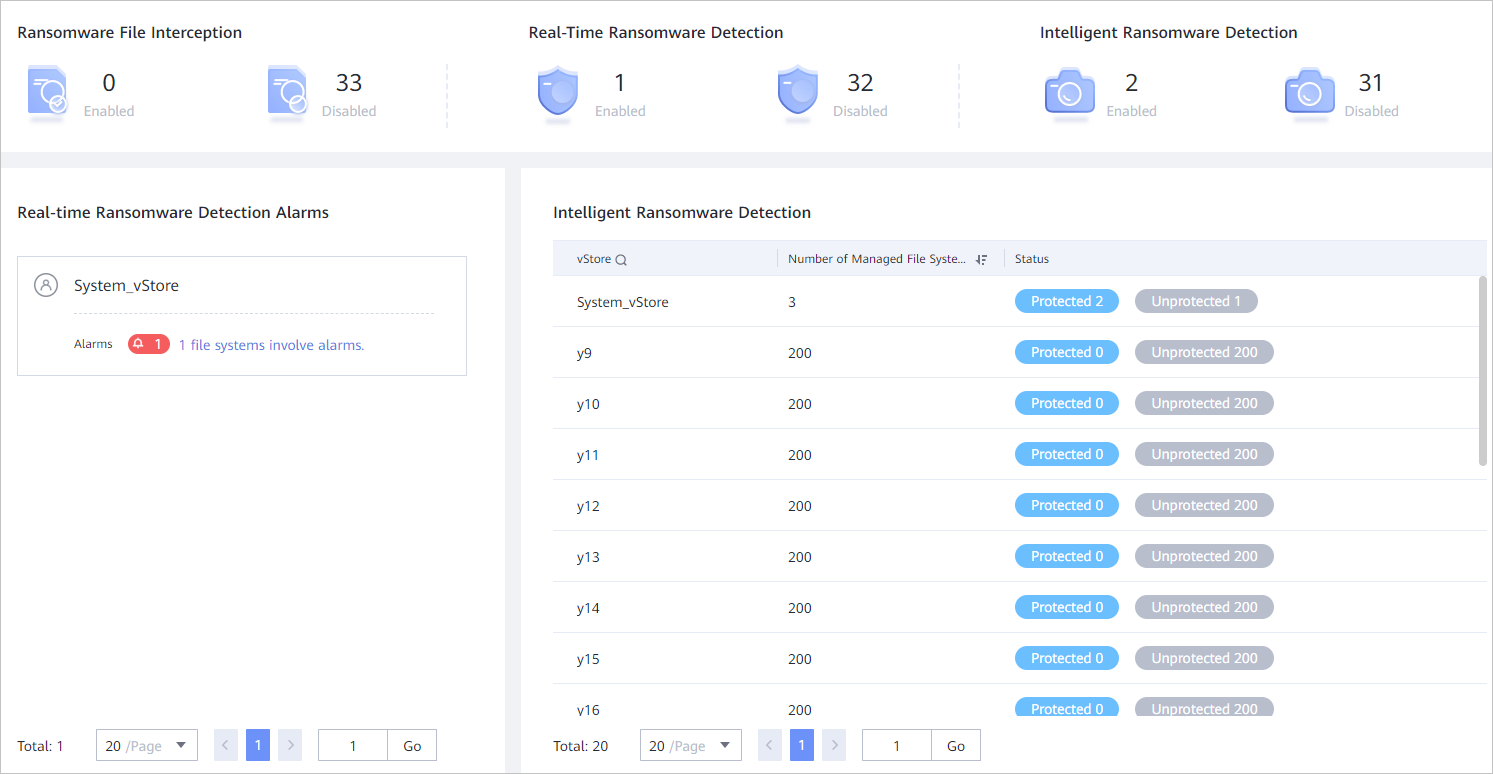 Ransomware File Interception
0
Enabled
33
Disabled
Real-Time Ransomware Detection
1
Enabled
32
Disabled
Intelligent Ransomware Detection
2
Enabled
31
Disabled
Real-time Ransomware Detection Alarms
System_vStore
Alarms 1 1 file systems involve alarms.
Total: 1 20 /Page 1 1 Go
Intelligent Ransomware Detection
vStore Number of Managed File Syste... Status
System_vStore 3 Protected 2 Unprotected 1
y9 200 Protected 0 Unprotected 200
y10 200 Protected 0 Unprotected 200
y11 200 Protected 0 Unprotected 200
y12 200 Protected 0 Unprotected 200
y13 200 Protected 0 Unprotected 200
y14 200 Protected 0 Unprotected 200
y15 200 Protected 0 Unprotected 200
y16 200 Protected 0 Unprotected 200
Total: 20 20 /Page 1 1 Go